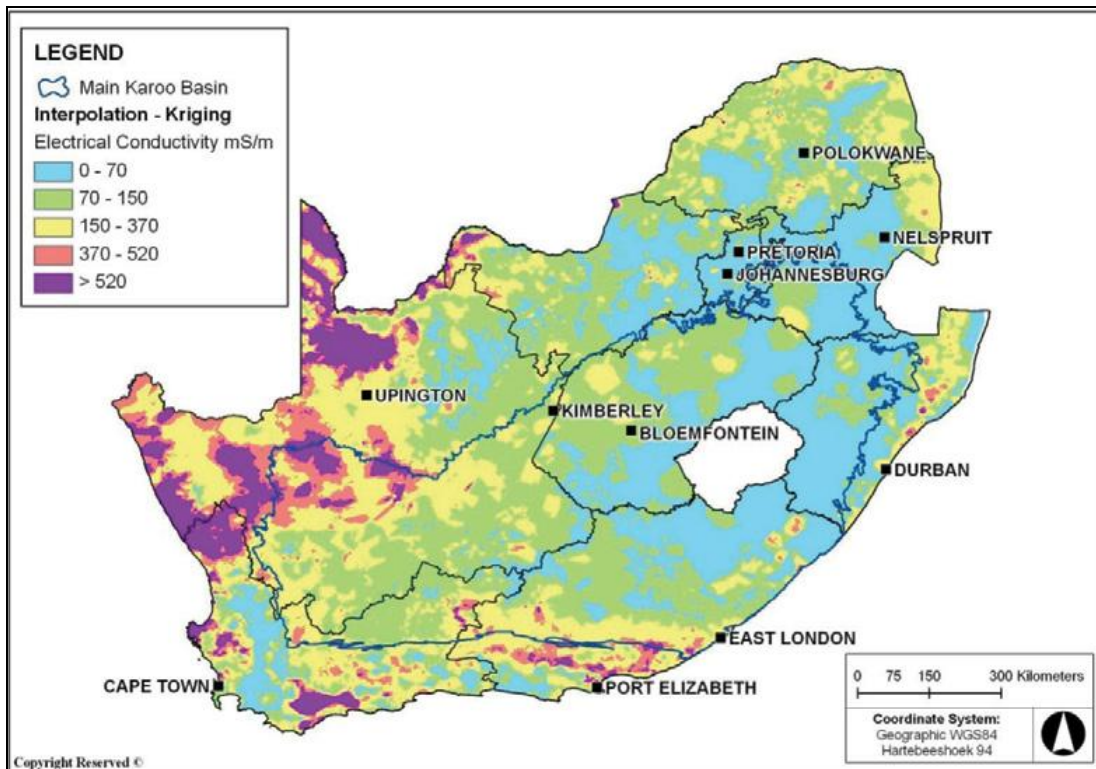 LEGEND
Main Karoo Basin
Interpolation - Kriging
Electrical Conductivity mS/m
0 - 70
70 - 150
150 - 370
370 - 520
> 520
POLOKWANE
NELSPRUIT
PRETORIA
JOHANNESBURG
UPINGTON
KIMBERLEY
BLOEMFONTEIN
DURBAN
EAST LONDON
CAPE TOWN
PORT ELIZABETH
0 75 150 300 Kilometers
Coordinate System:
Geographic WGS84
Hartebeeshoek 94
Copyright Reserved ©